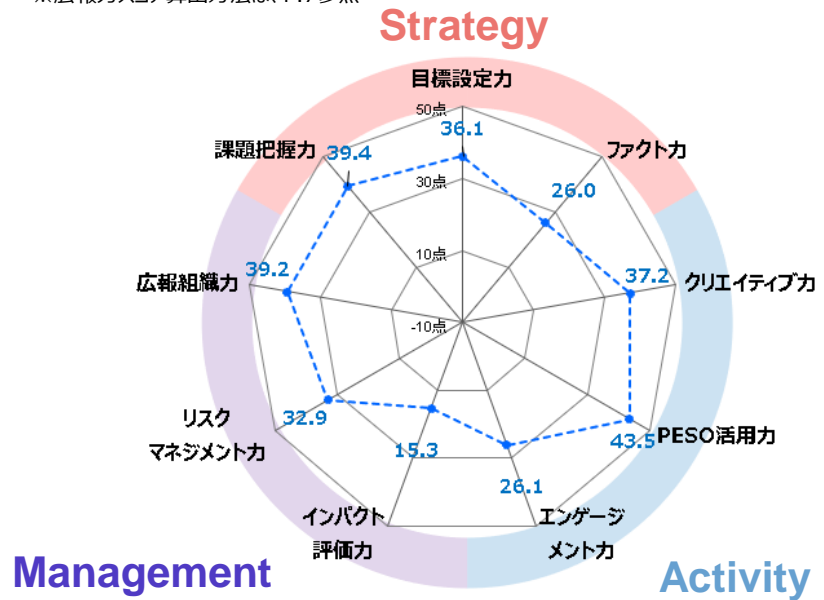 Strategy
目標設定力
50点
36.1
課題把握力
39.4
ファクト力
30点
26.0
10点
広報組織力
39.2
37.2
クリエイティブ力
-10点
リスク
マネジメント力
32.9
15.3
43.5
PESO活用力
26.1
インパクト
評価力
エンゲージ
メント力
Management
Activity